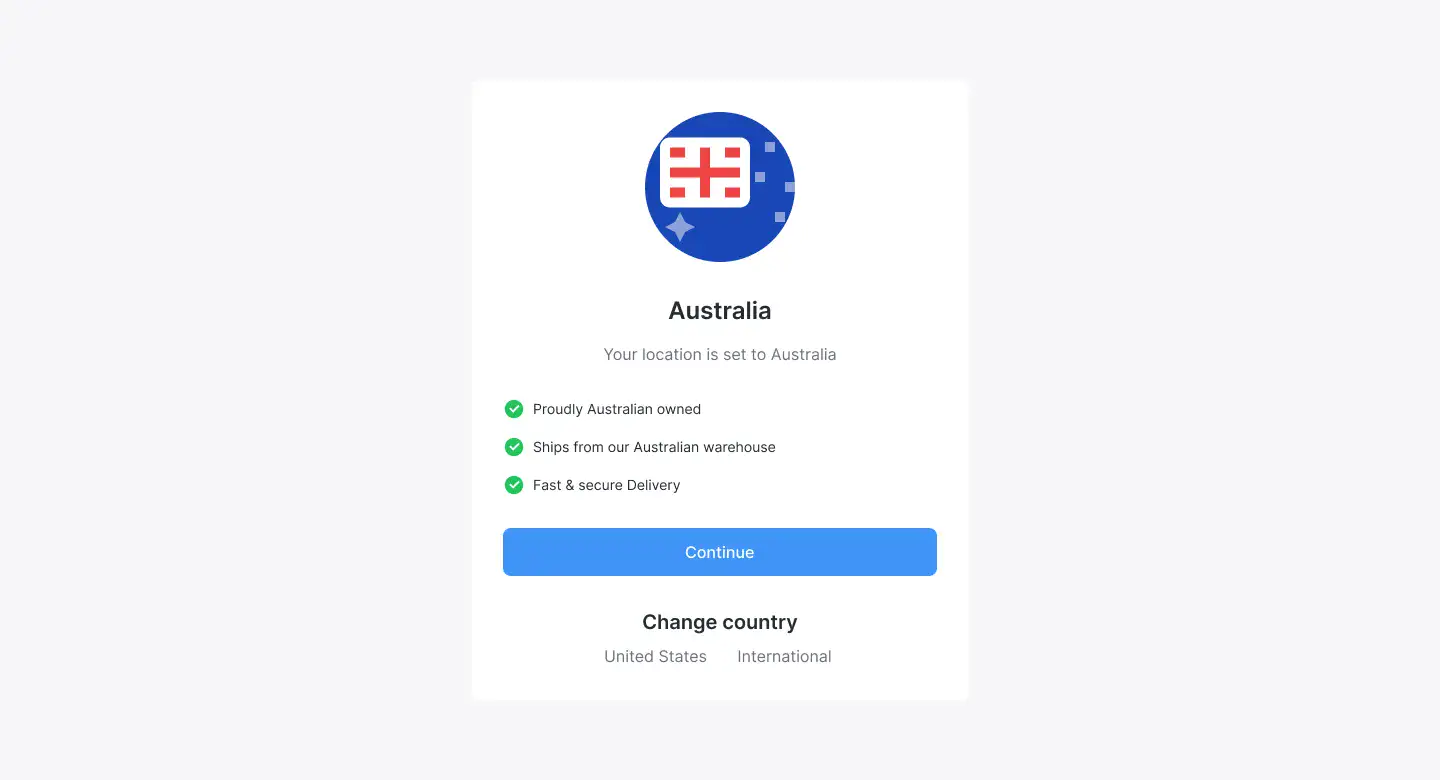 Australia
Your location is set to Australia
Proudly Australian owned
Ships from our Australian warehouse
Fast & secure Delivery
Continue
Change country
United States International